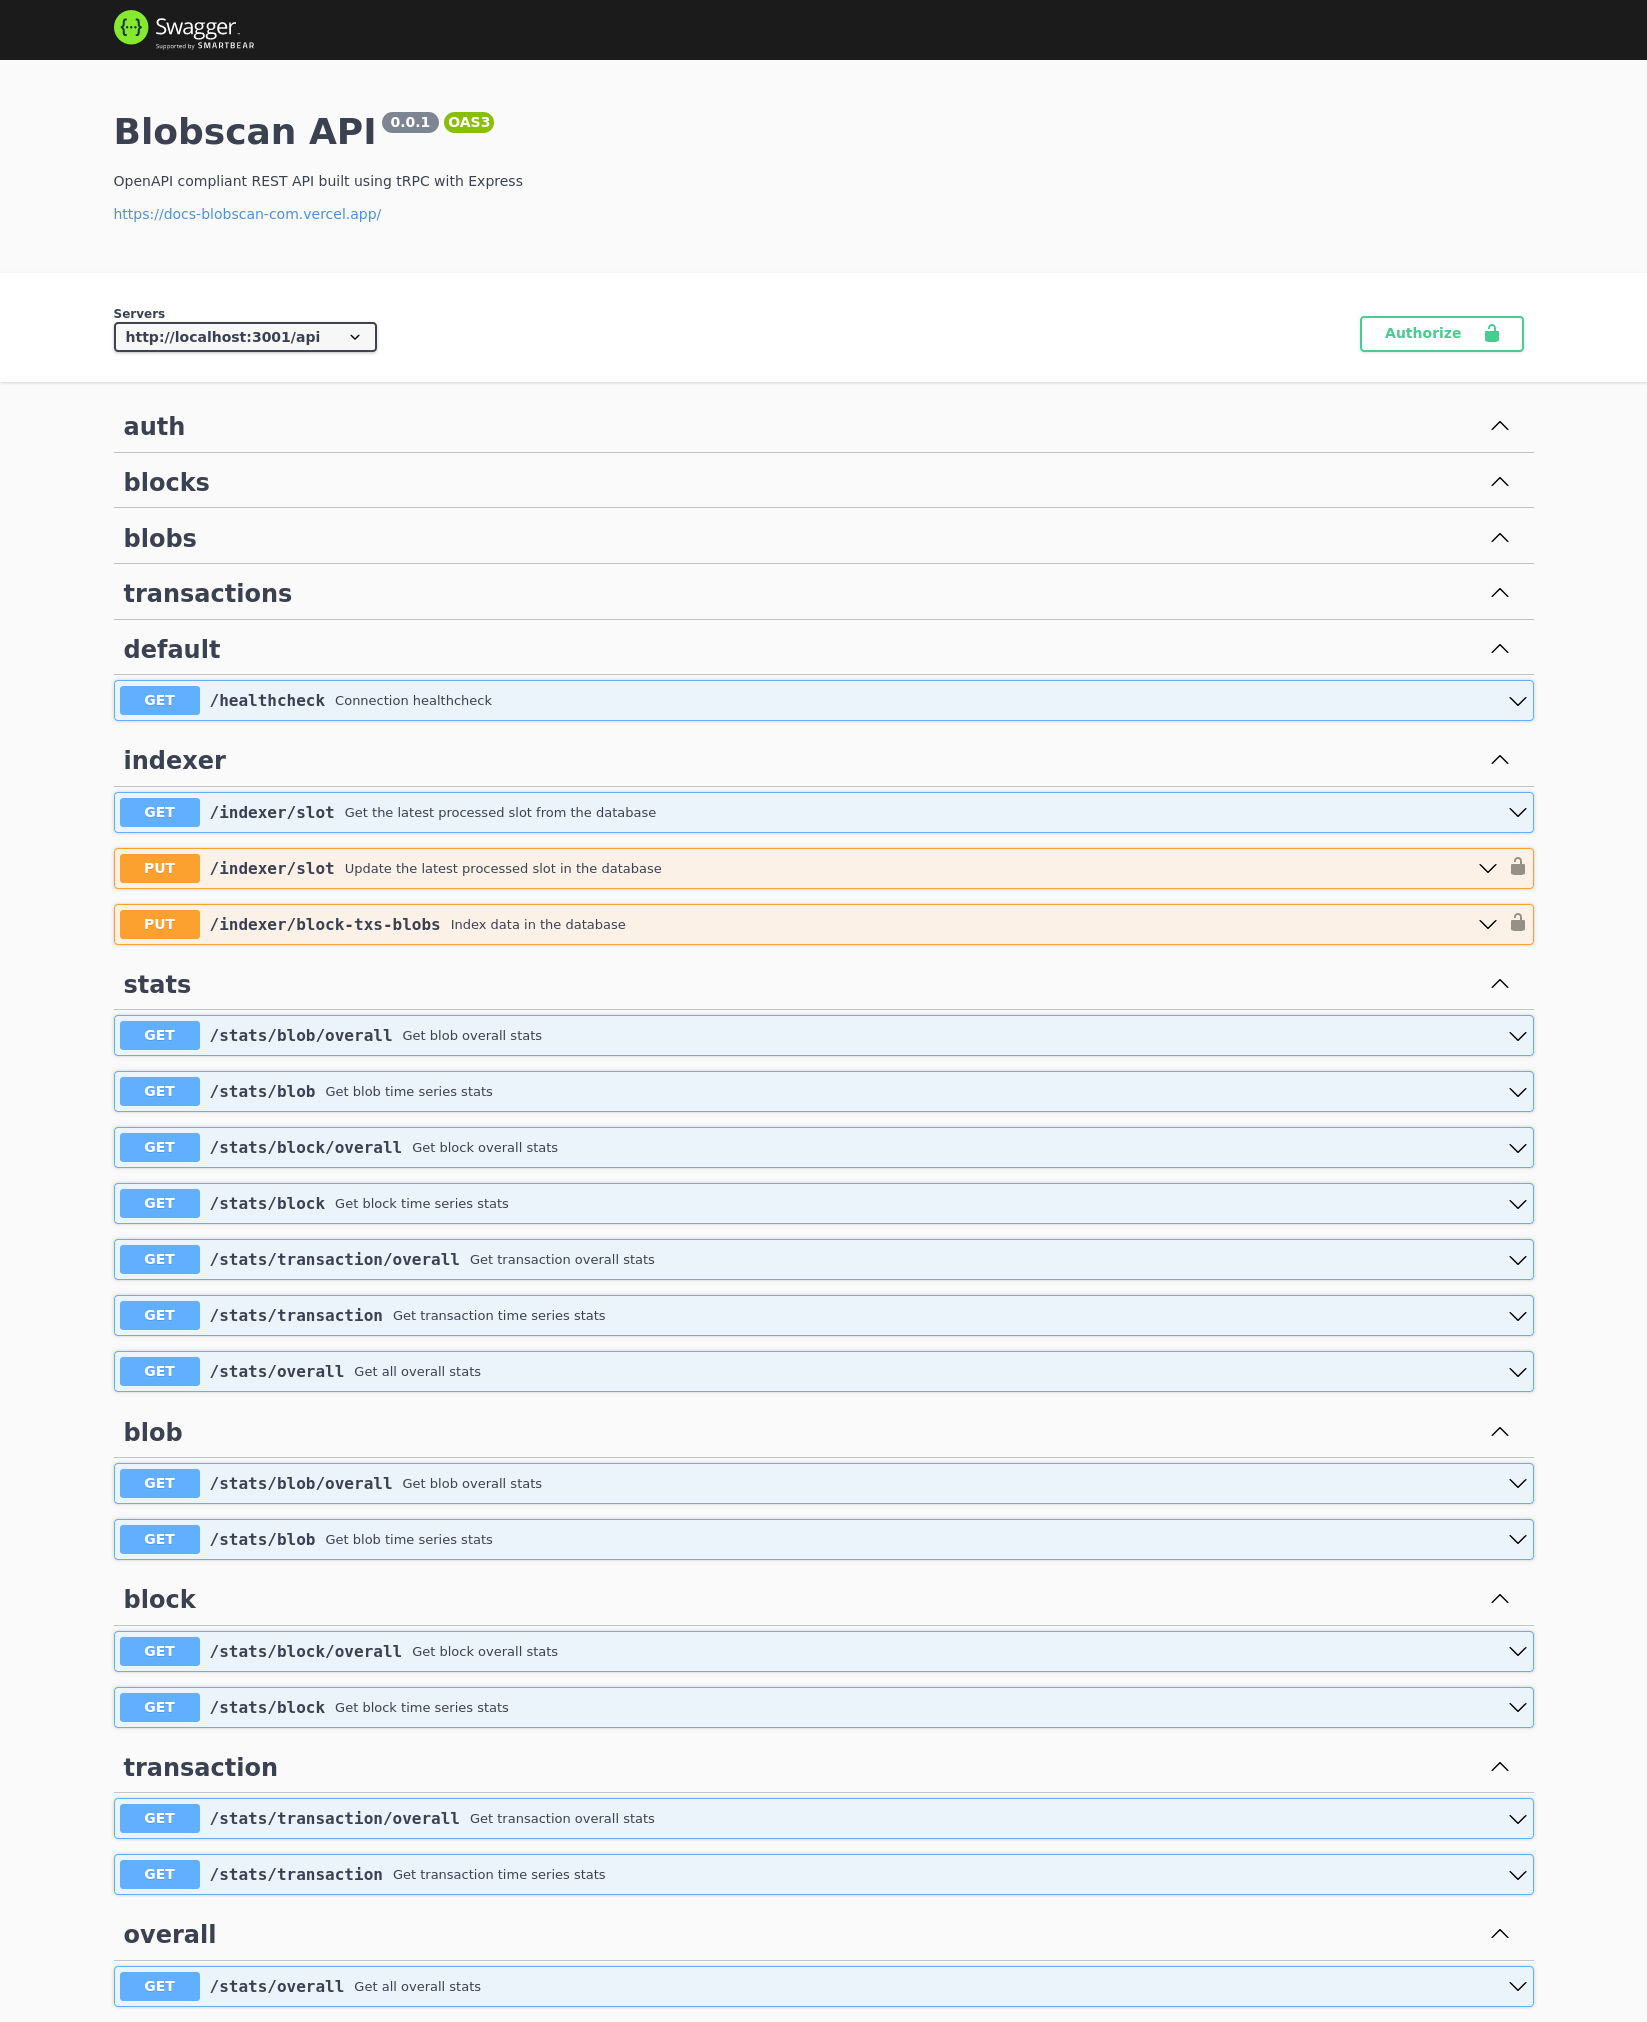 Swagger.
Supported by SMARTBEAR
Blobscan API 0.0.1 OAS3
OpenAPI compliant REST API built using tRPC with Express
https://docs-blobscan-com.vercel.app/
Servers
http://localhost:3001/api
Authorize
auth
blocks
blobs
transactions
default
GET /healthcheck Connection healthcheck
indexer
GET /indexer/slot Get the latest processed slot from the database
PUT /indexer/slot Update the latest processed slot in the database
PUT /indexer/block-txs-blobs Index data in the database
stats
GET /stats/blob/overall Get blob overall stats
GET /stats/blob Get blob time series stats
GET /stats/block/overall Get block overall stats
GET /stats/block Get block time series stats
GET /stats/transaction/overall Get transaction overall stats
GET /stats/transaction Get transaction time series stats
GET /stats/overall Get all overall stats
blob
GET /stats/blob/overall Get blob overall stats
GET /stats/blob Get blob time series stats
block
GET /stats/block/overall Get block overall stats
GET /stats/block Get block time series stats
transaction
GET /stats/transaction/overall Get transaction overall stats
GET /stats/transaction Get transaction time series stats
overall
GET /stats/overall Get all overall stats